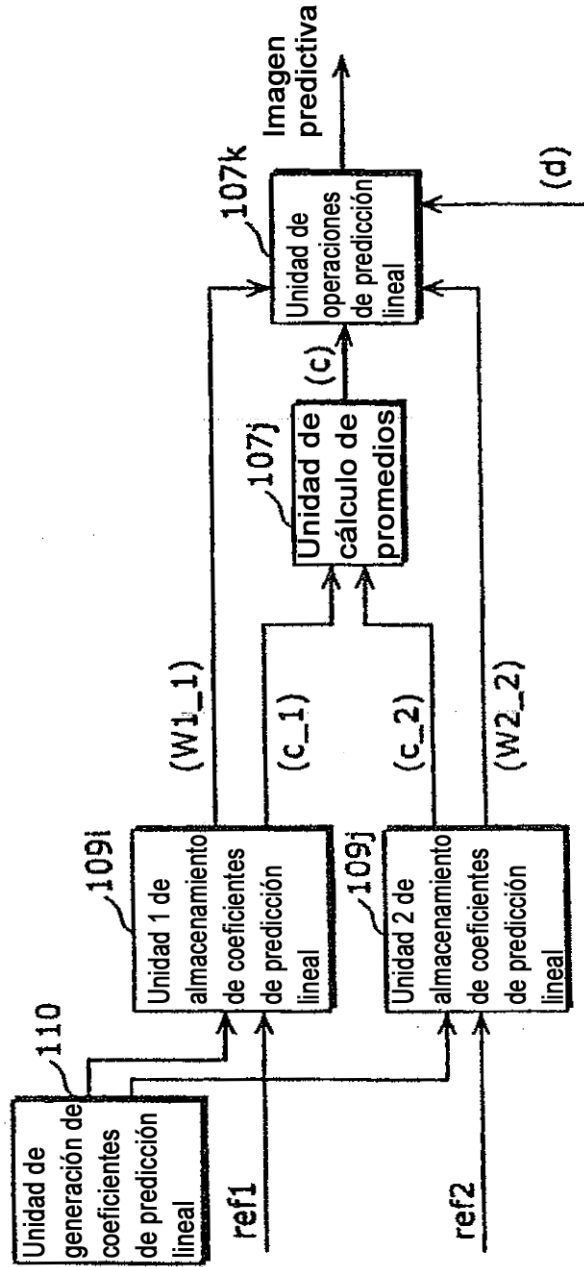 110
Unidad de
generación de
coeficientes
de predicción
lineal
ref1
ref2
109i
Unidad 1 de
almacenamiento
de coeficientes
de predicción
lineal
109j
Unidad 2 de
almacenamiento
de coeficientes
de predicción
lineal
(W1_1)
(c_1)
(c_2)
(W2_2)
107j
Unidad de
cálculo de
promedios
(c)
107k
Unidad de
operaciones
de predicción
lineal
Imagen
predictiva
(d)